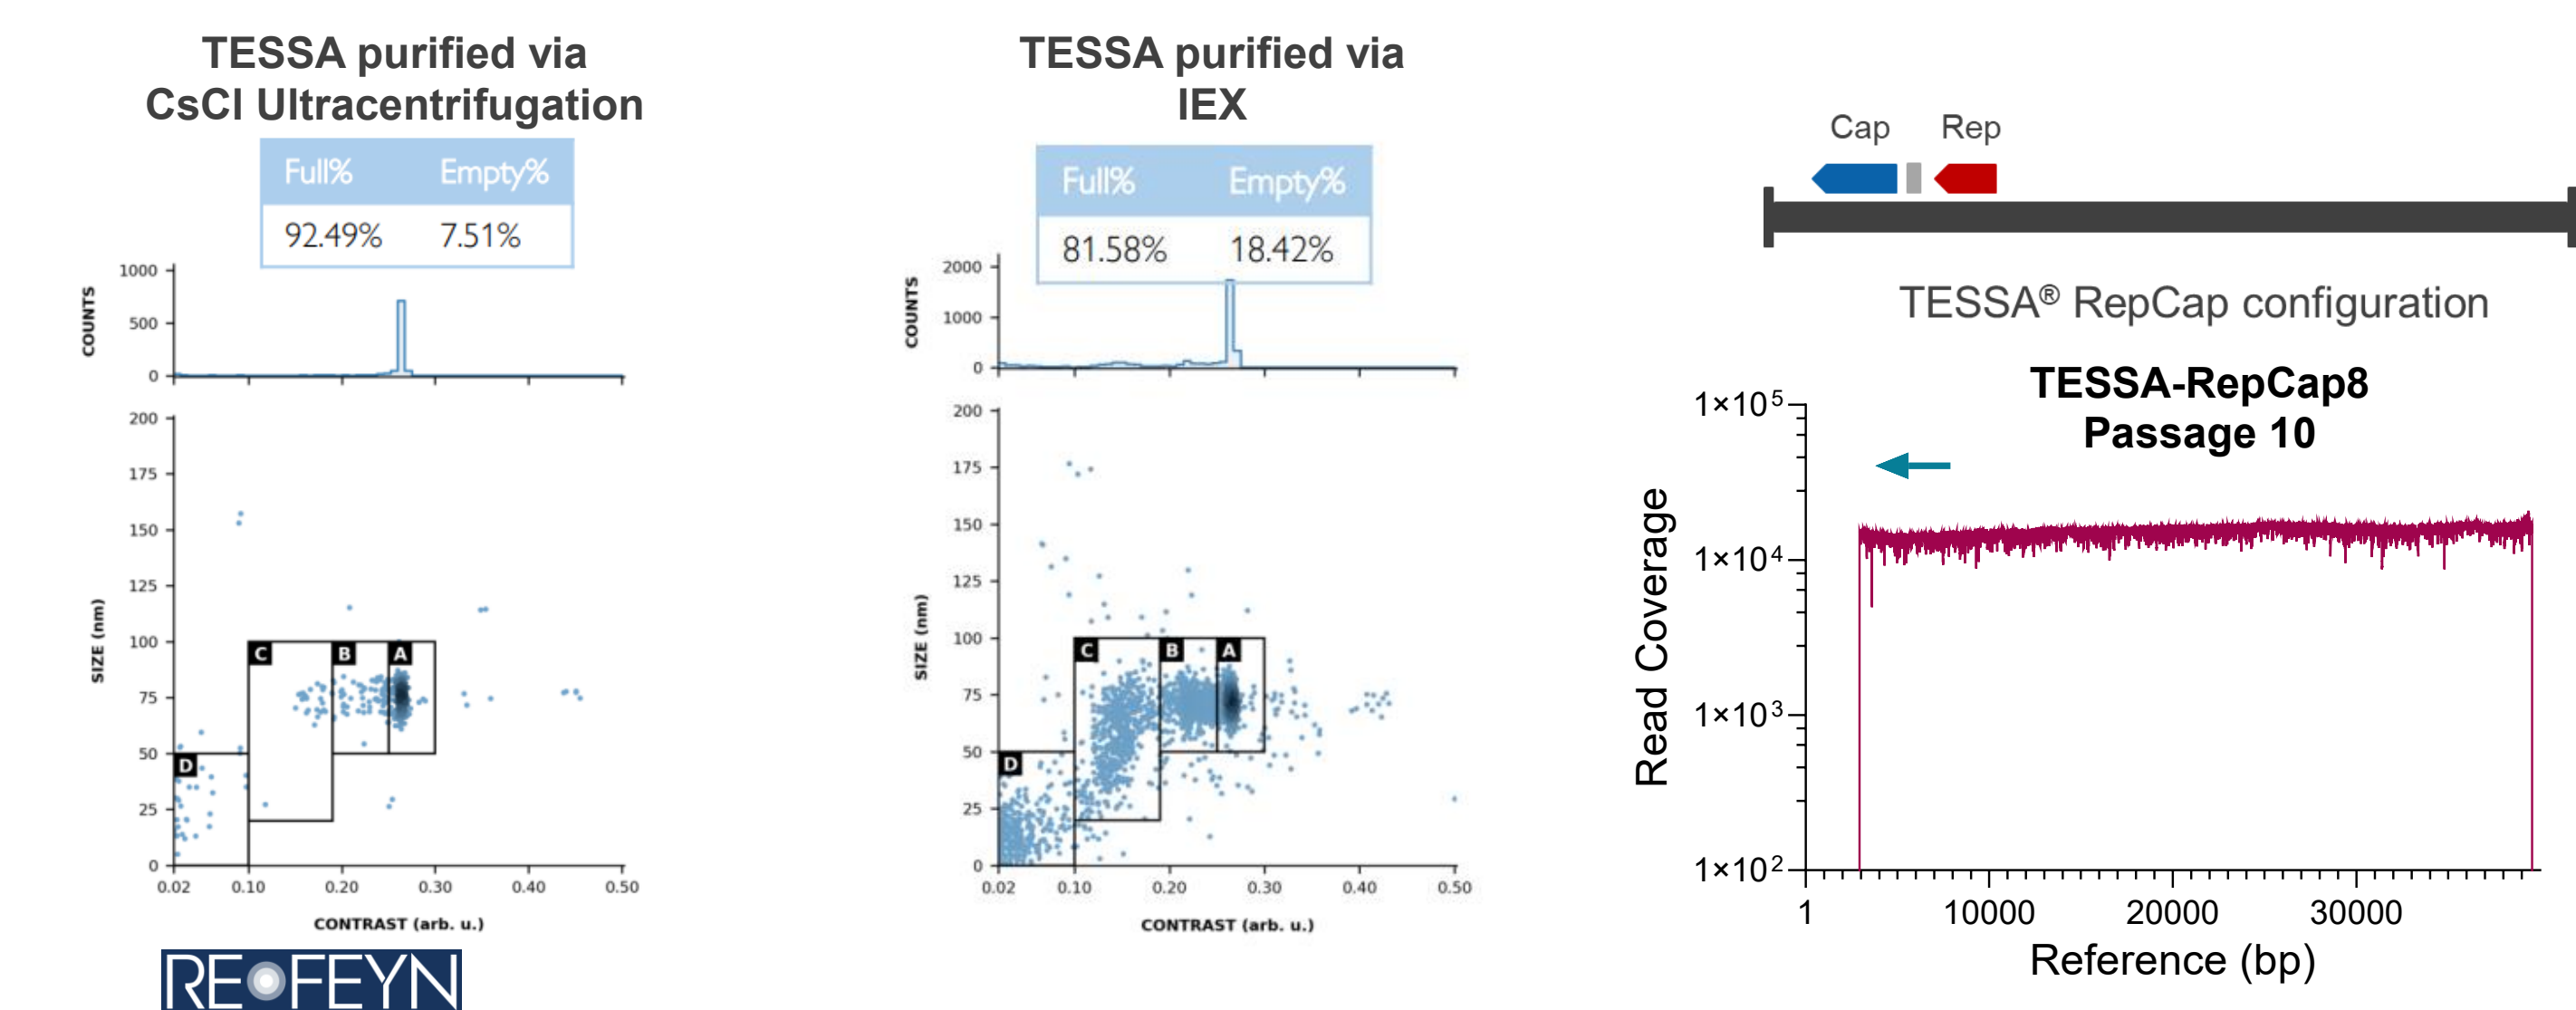 TESSA purified via
CsCl Ultracentrifugation
Full% Empty%
92.49% 7.51%
1000
500
0
COUNTS
200
175
150
125
100
75
50
25
0
SIZE (nm)
C B A
D
0.02 0.10 0.20 0.30 0.40 0.50
CONTRAST (arb. u.)
REFEYN
TESSA purified via
IEX
Full% Empty%
81.58% 18.42%
2000
1000
0
COUNTS
200
175
150
125
100
75
50
25
0
SIZE (nm)
C B A
D
0.02 0.10 0.20 0.30 0.40 0.50
CONTRAST (arb. u.)
Cap Rep
TESSA® RepCap configuration
TESSA-RepCap8
Passage 10
1×10⁵
1×10⁴
1×10³
1×10²
Read Coverage
1 10000 20000 30000
Reference (bp)